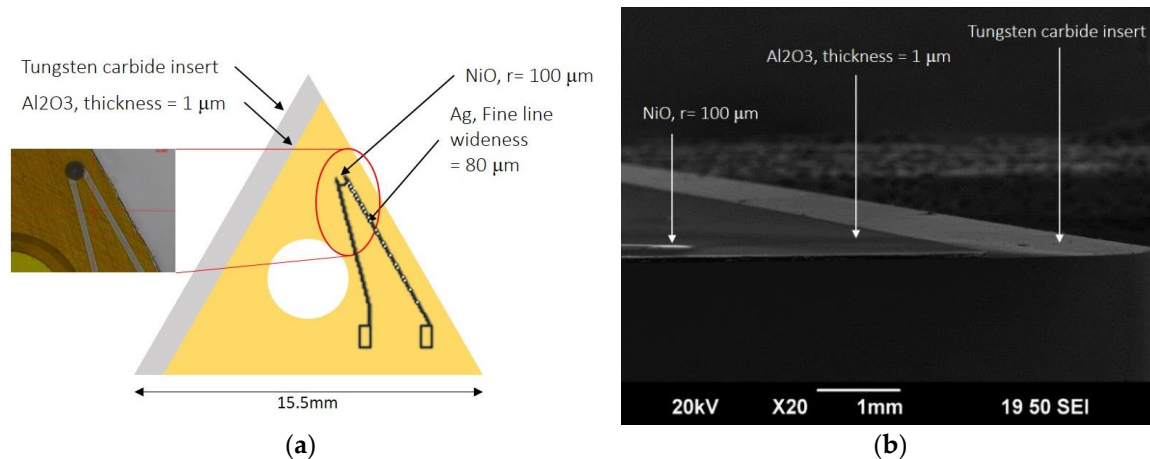 Tungsten carbide insert
Al2O3, thickness = 1 μm
NiO, r= 100 μm
Ag, Fine line
wideness
= 80 μm
15.5mm
(a)
Tungsten carbide insert
Al2O3, thickness = 1 μm
NiO, r= 100 μm
20kV X20 1mm 19 50 SEI
(b)